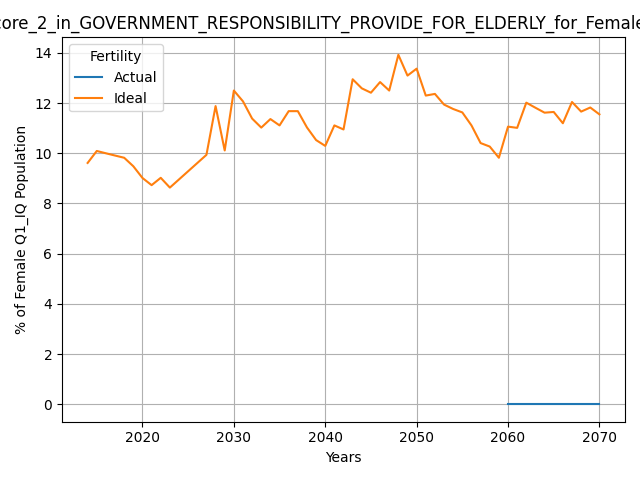 core_2_in_GOVERNMENT_RESPONSIBILITY_PROVIDE_FOR_ELDERLY_for_Female
Fertility
Actual
Ideal
14
12
10
8
6
4
2
0
% of Female Q1_IQ Population
2020
2030
2040
2050
2060
2070
Years